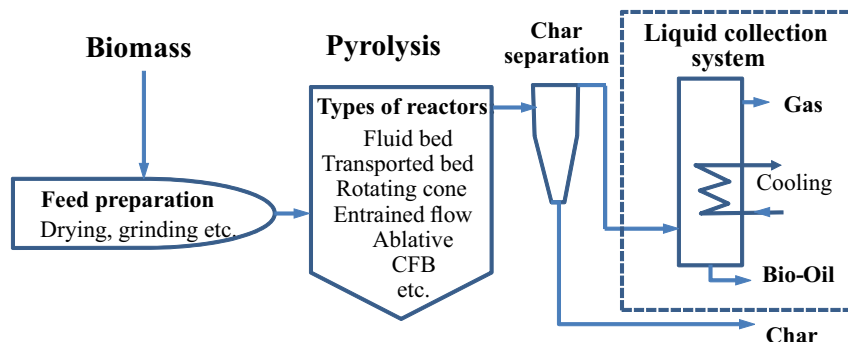 Biomass
Feed preparation
Drying, grinding etc.
Pyrolysis
Types of reactors
Fluid bed
Transported bed
Rotating cone
Entrained flow
Ablative
CFB
etc.
Char
separation
Liquid collection
system
Gas
Cooling
Bio-Oil
Char